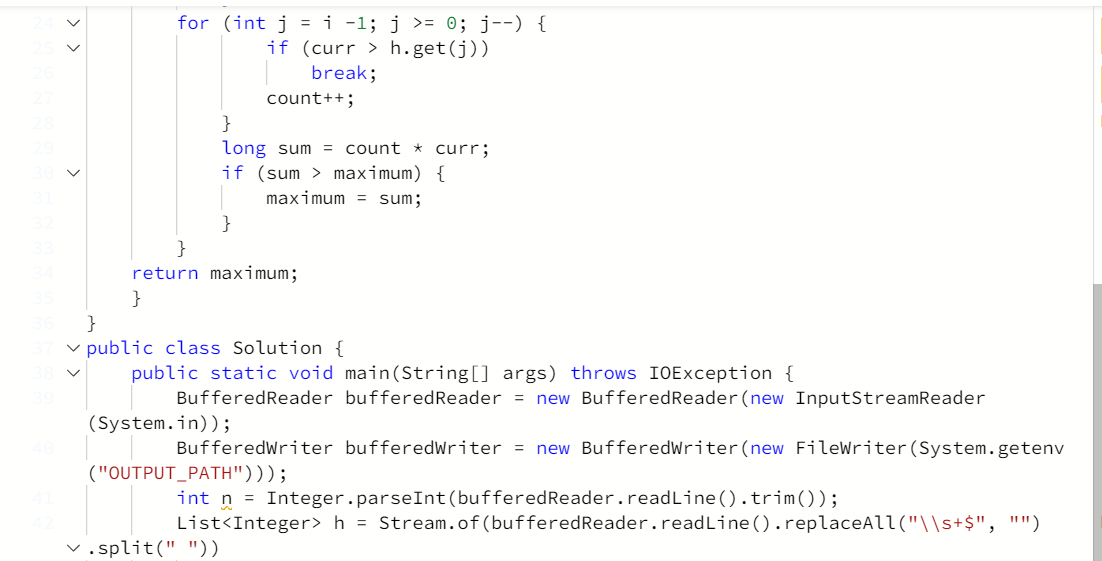 24 for (int j = i -1; j >= 0; j--) {
25 if (curr > h.get(j))
26 break;
27 count++;
28 }
29 long sum = count * curr;
30 if (sum > maximum) {
31 maximum = sum;
32 }
33 }
34 return maximum;
35 }
36 }
37 public class Solution {
38 public static void main(String[] args) throws IOException {
39 BufferedReader bufferedReader = new BufferedReader(new InputStreamReader
(System.in));
40 BufferedWriter bufferedWriter = new BufferedWriter(new FileWriter(System.getenv
("OUTPUT_PATH")));
41 int n = Integer.parseInt(bufferedReader.readLine().trim());
42 List<Integer> h = Stream.of(bufferedReader.readLine().replaceAll("\\s+$", "")
.split(" "))